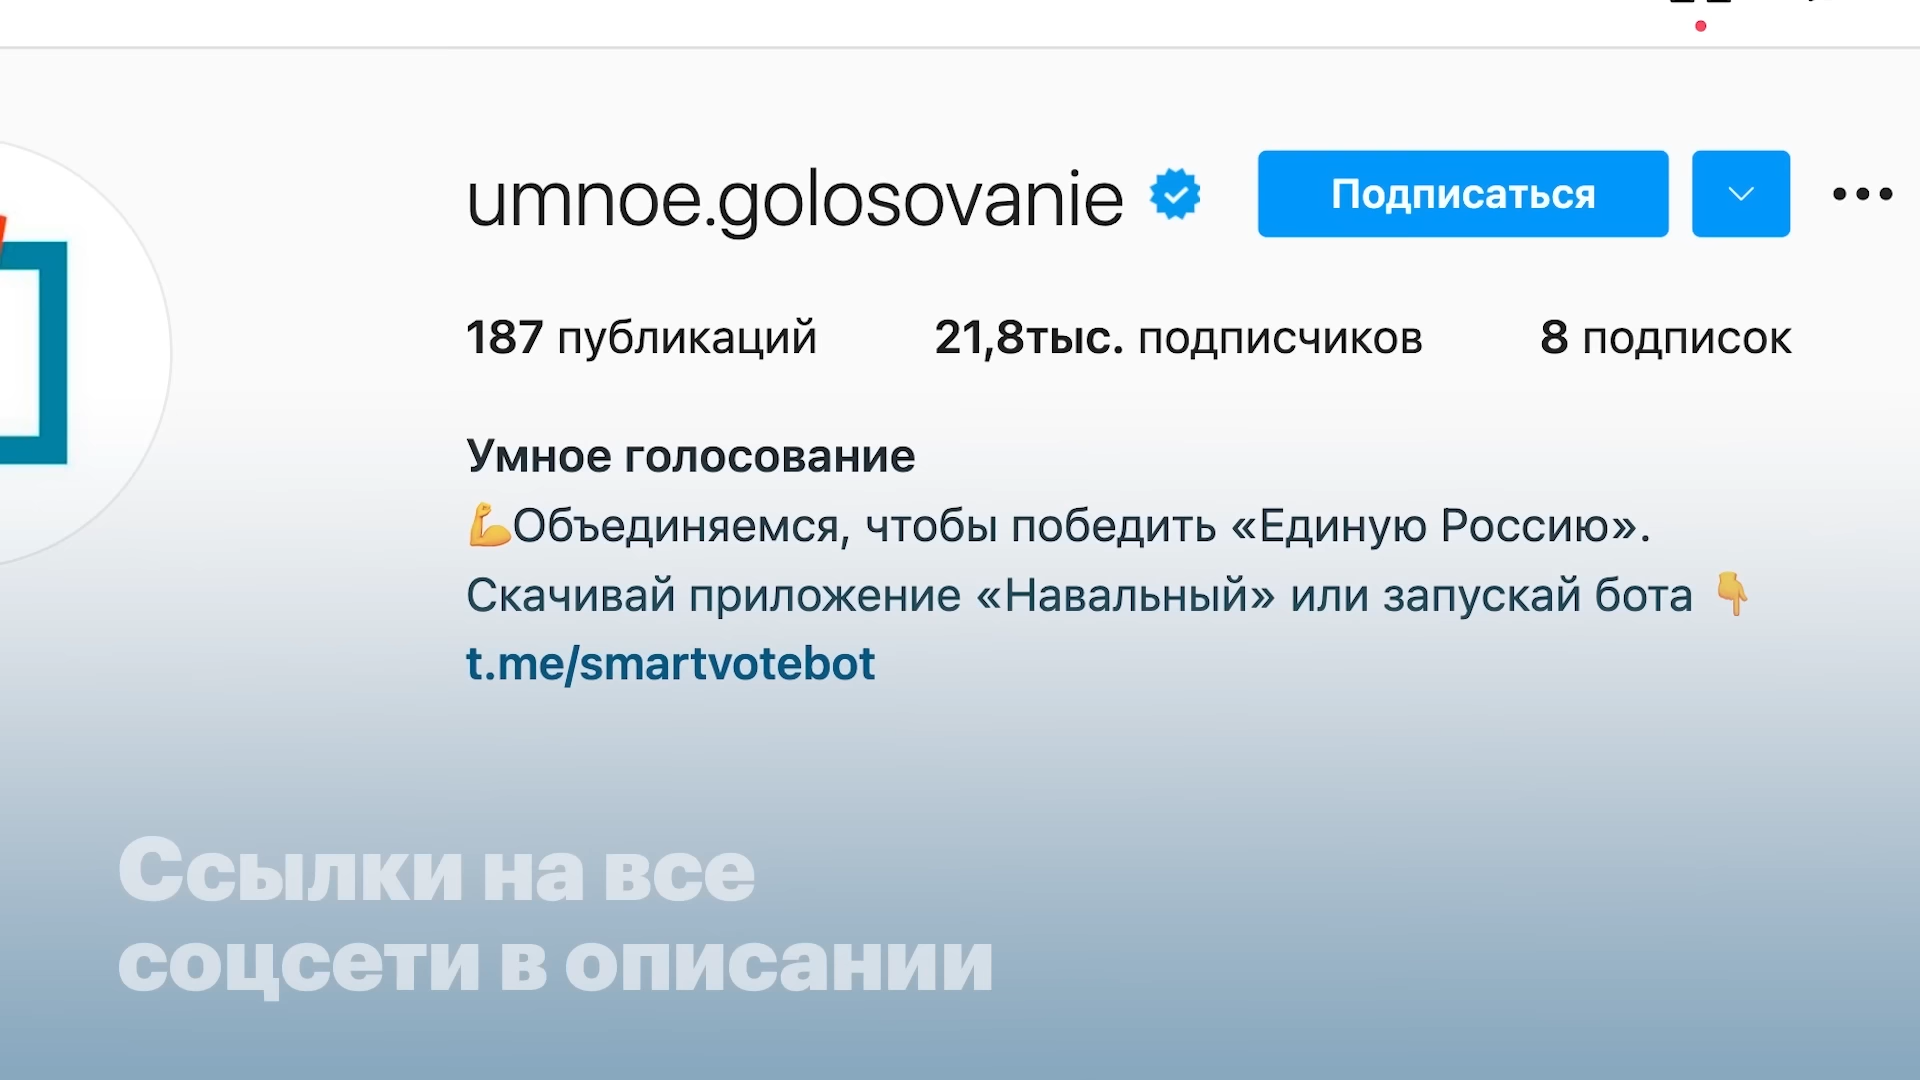 umnoe.golosovanie
Подписаться
187 публикаций 21,8тыс. подписчиков 8 подписок
Умное голосование
💪Объединяемся, чтобы победить «Единую Россию».
Скачивай приложение «Навальный» или запускай бота 👇
t.me/smartvotebot
Ссылки на все
соцсети в описании